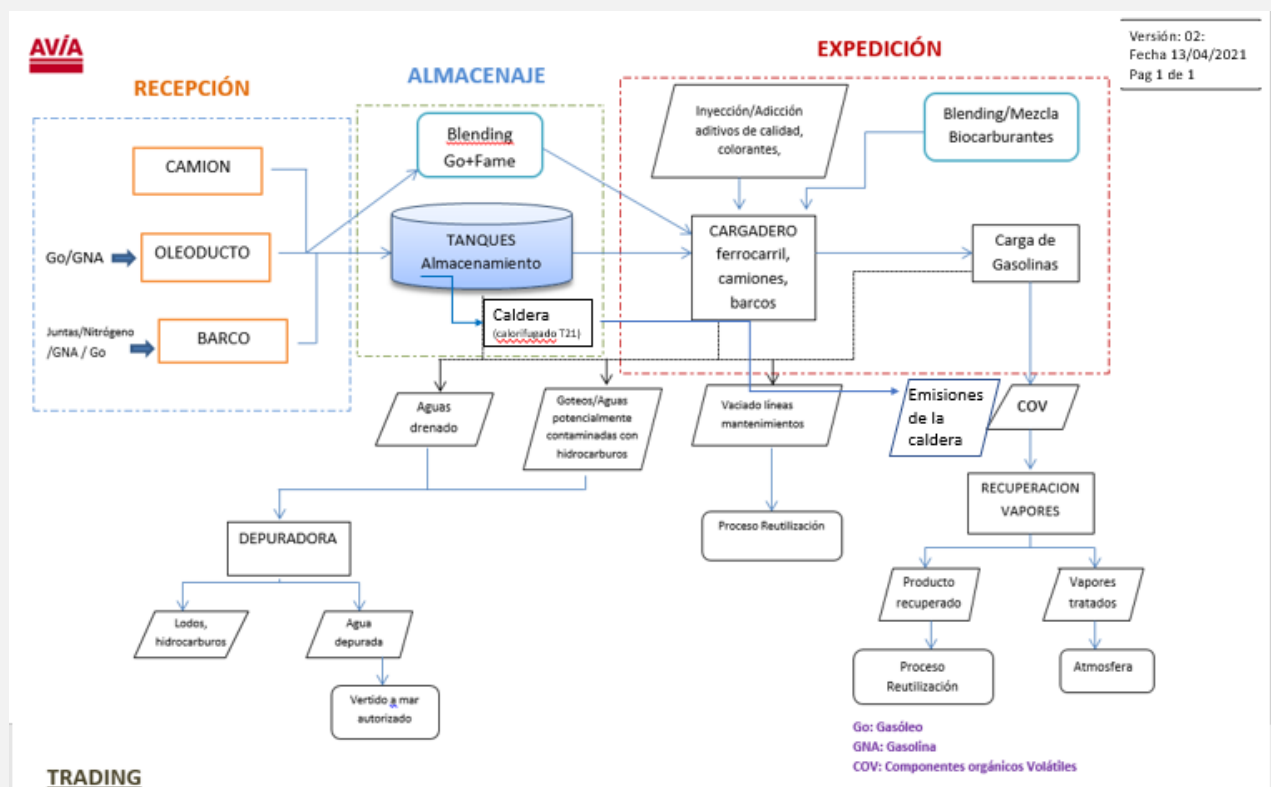 AVÍA
Versión: 02:
Fecha 13/04/2021
Pag 1 de 1
RECEPCIÓN
ALMACENAJE
EXPEDICIÓN
CAMION
Go/GNA
OLEODUCTO
Juntas/Nitrógeno
/GNA / Go
BARCO
Blending
Go+Fame
TANQUES
Almacenamiento
Caldera
(calorifugado T21)
Inyección/Adicción
aditivos de calidad,
colorantes,
Blending/Mezcla
Biocarburantes
CARGADERO
ferrocarril,
camiones,
barcos
Carga de
Gasolinas
Aguas
drenado
Goteos/Aguas
potencialmente
contaminadas con
hidrocarburos
Vaciado líneas
mantenimientos
Emisiones
de la
caldera
COV
DEPURADORA
Proceso Reutilización
RECUPERACION
VAPORES
Lodos,
hidrocarburos
Agua
depurada
Vertido a mar
autorizado
Producto
recuperado
Vapores
tratados
Proceso
Reutilización
Atmosfera
Go: Gasóleo
GNA: Gasolina
COV: Componentes orgánicos Volátiles
TRADING